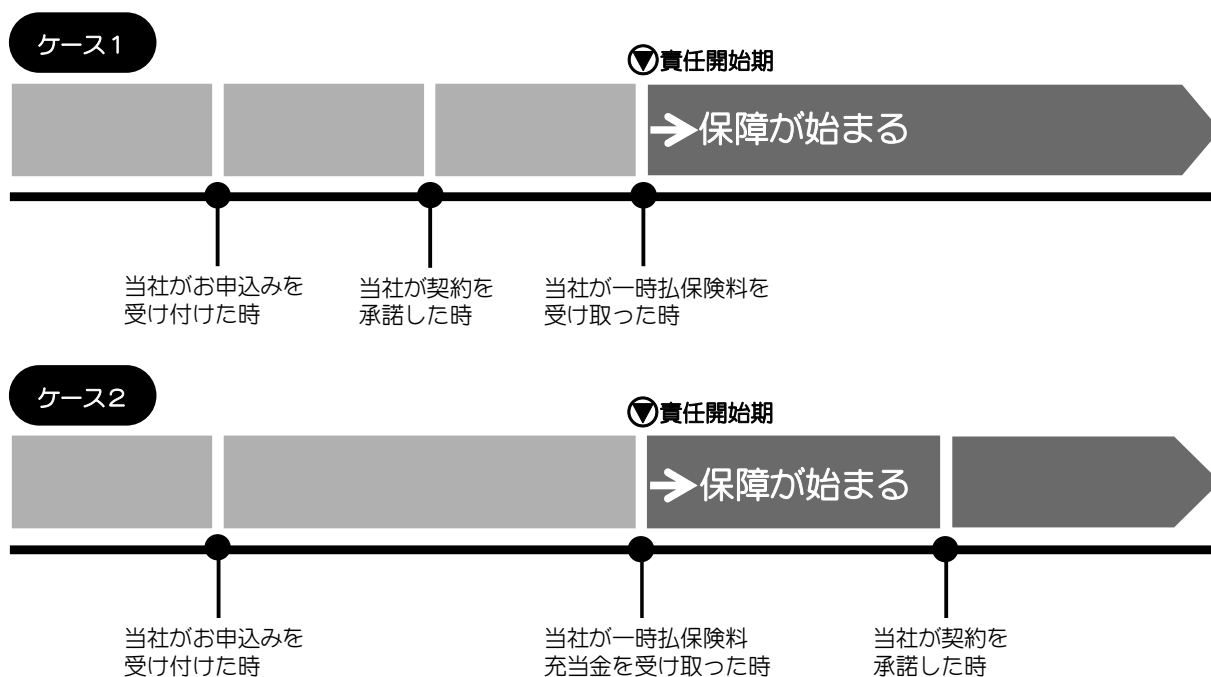 ケース1
▼責任開始期
→保障が始まる
当社がお申込みを
受け付けた時
当社が契約を
承諾した時
当社が一時払保険料を
受け取った時
ケース2
▼責任開始期
→保障が始まる
当社がお申込みを
受け付けた時
当社が一時払保険料
充当金を受け取った時
当社が契約を
承諾した時